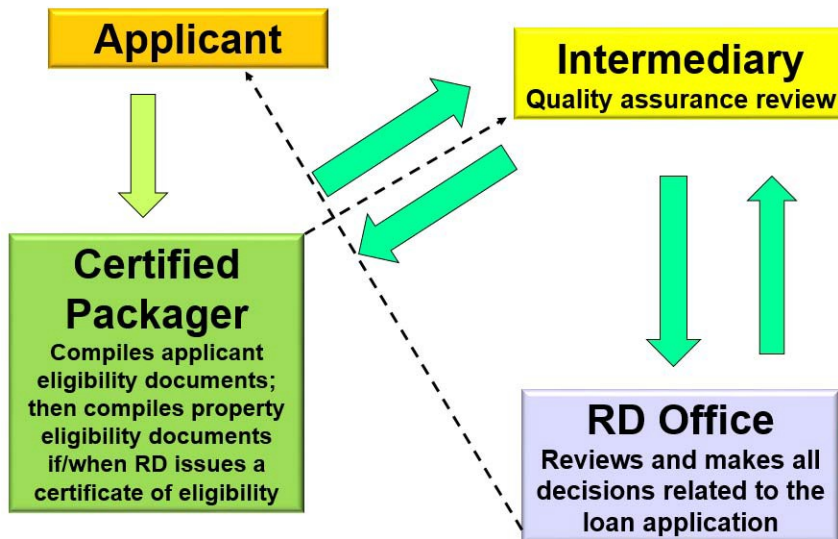 Applicant
Intermediary
Quality assurance review
Certified
Packager
Compiles applicant
eligibility documents;
then compiles property
eligibility documents
if/when RD issues a
certificate of eligibility
RD Office
Reviews and makes all
decisions related to the
loan application